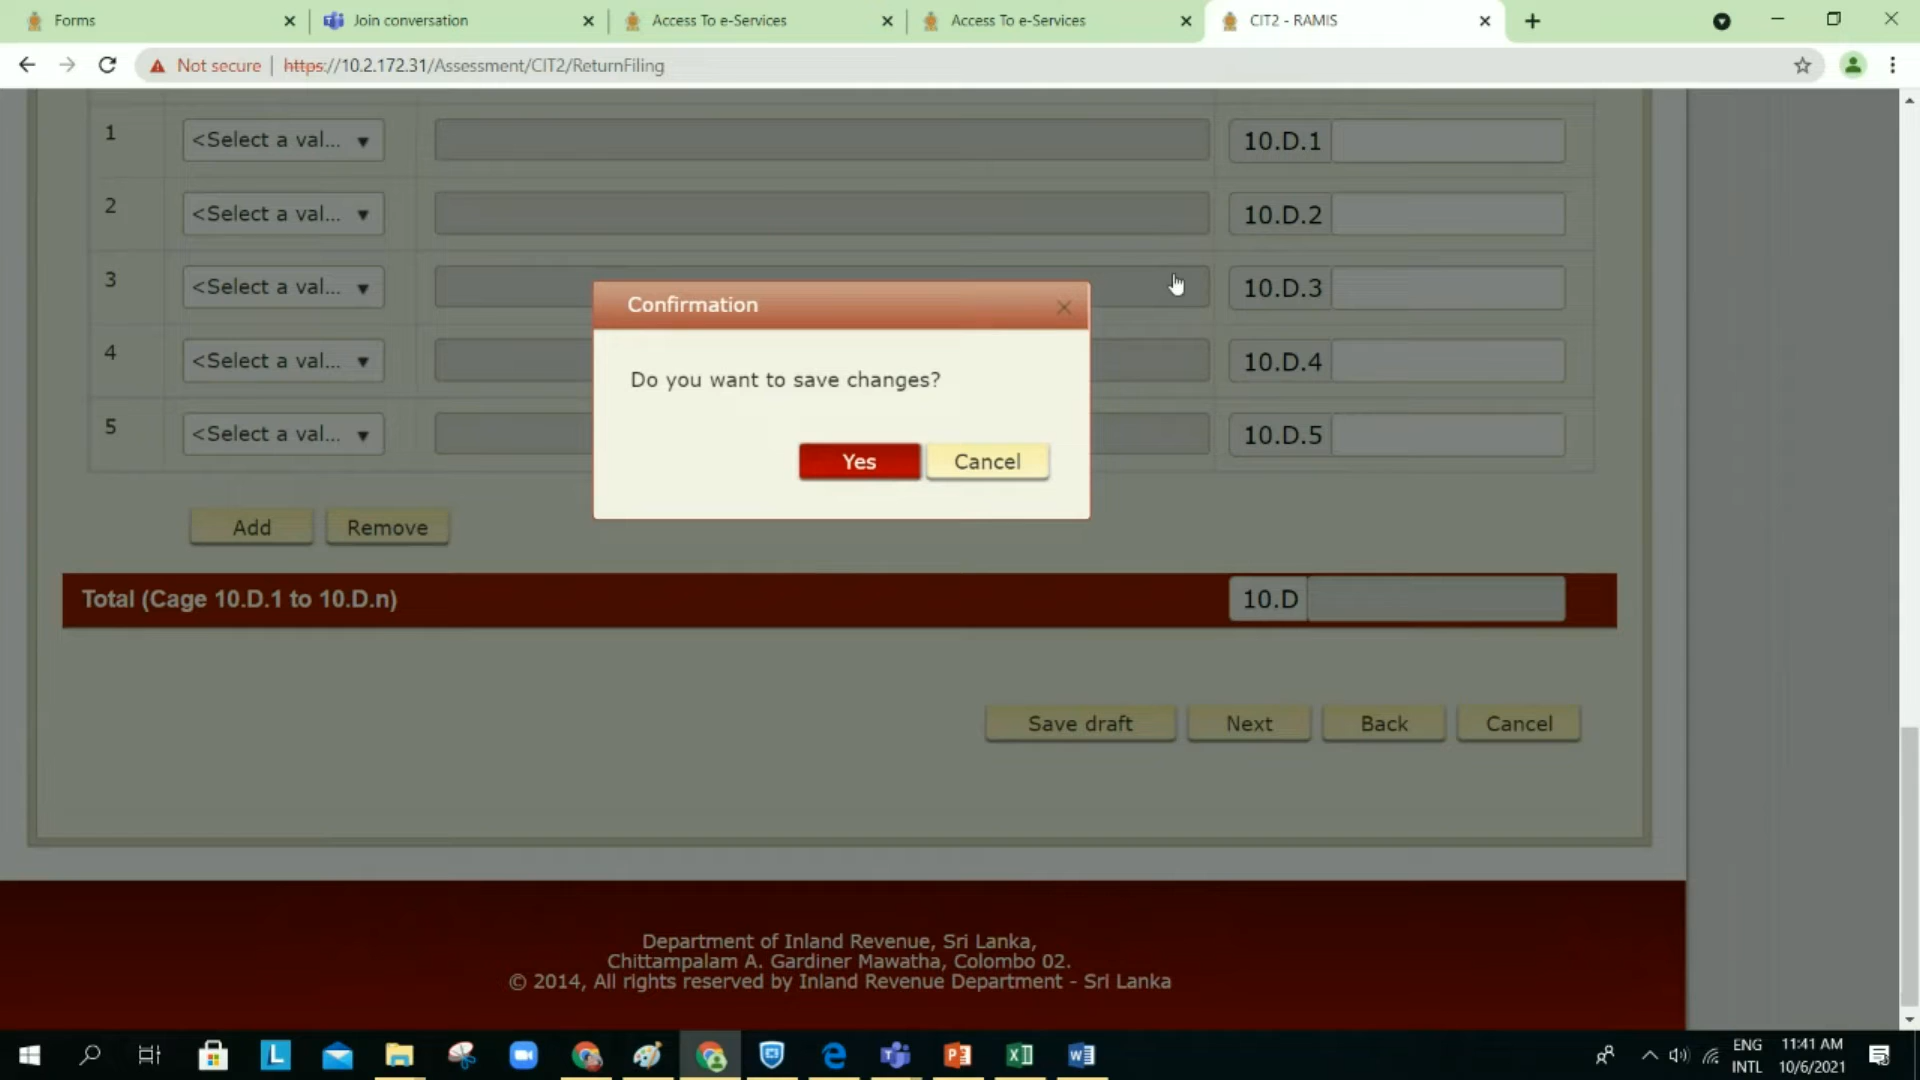 Forms
Join conversation
Access To e-Services
Access To e-Services
CIT2 - RAMIS
Not secure | https://10.2.172.31/Assessment/CIT2/ReturnFiling
1 <Select a val... 10.D.1
2 <Select a val... 10.D.2
3 <Select a val... 10.D.3
4 <Select a val... 10.D.4
5 <Select a val... 10.D.5
Confirmation
Do you want to save changes?
Yes Cancel
Add Remove
Total (Cage 10.D.1 to 10.D.n) 10.D
Save draft Next Back Cancel
Department of Inland Revenue, Sri Lanka,
Chittampalam A. Gardiner Mawatha, Colombo 02.
© 2014, All rights reserved by Inland Revenue Department - Sri Lanka
ENG 11:41 AM
INTL 10/6/2021